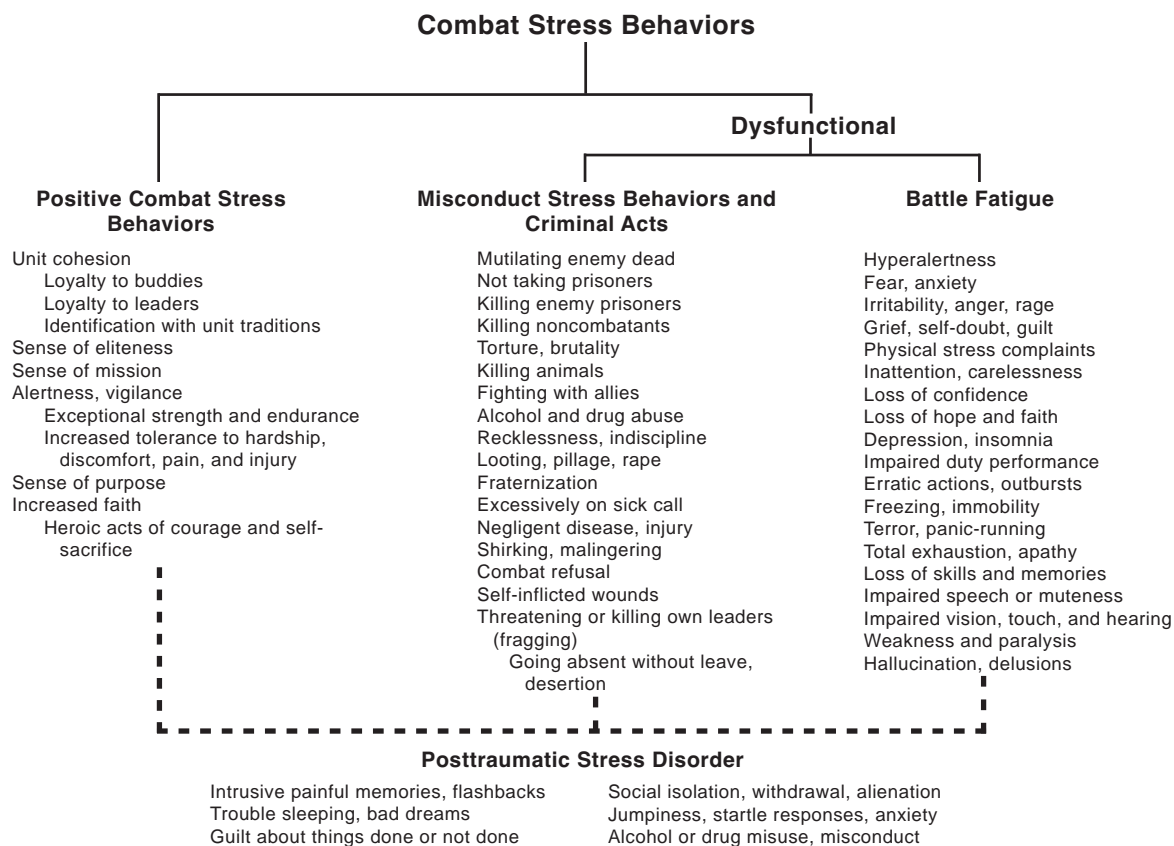 Combat Stress Behaviors
Dysfunctional
Positive Combat Stress
Behaviors
Unit cohesion
Loyalty to buddies
Loyalty to leaders
Identification with unit traditions
Sense of eliteness
Sense of mission
Alertness, vigilance
Exceptional strength and endurance
Increased tolerance to hardship,
discomfort, pain, and injury
Sense of purpose
Increased faith
Heroic acts of courage and self-
sacrifice
Misconduct Stress Behaviors and
Criminal Acts
Mutilating enemy dead
Not taking prisoners
Killing enemy prisoners
Killing noncombatants
Torture, brutality
Killing animals
Fighting with allies
Alcohol and drug abuse
Recklessness, indiscipline
Looting, pillage, rape
Fraternization
Excessively on sick call
Negligent disease, injury
Shirking, malingering
Combat refusal
Self-inflicted wounds
Threatening or killing own leaders
(fragging)
Going absent without leave,
desertion
Battle Fatigue
Hyperalertness
Fear, anxiety
Irritability, anger, rage
Grief, self-doubt, guilt
Physical stress complaints
Inattention, carelessness
Loss of confidence
Loss of hope and faith
Depression, insomnia
Impaired duty performance
Erratic actions, outbursts
Freezing, immobility
Terror, panic-running
Total exhaustion, apathy
Loss of skills and memories
Impaired speech or muteness
Impaired vision, touch, and hearing
Weakness and paralysis
Hallucination, delusions
Posttraumatic Stress Disorder
Intrusive painful memories, flashbacks
Trouble sleeping, bad dreams
Guilt about things done or not done
Social isolation, withdrawal, alienation
Jumpiness, startle responses, anxiety
Alcohol or drug misuse, misconduct